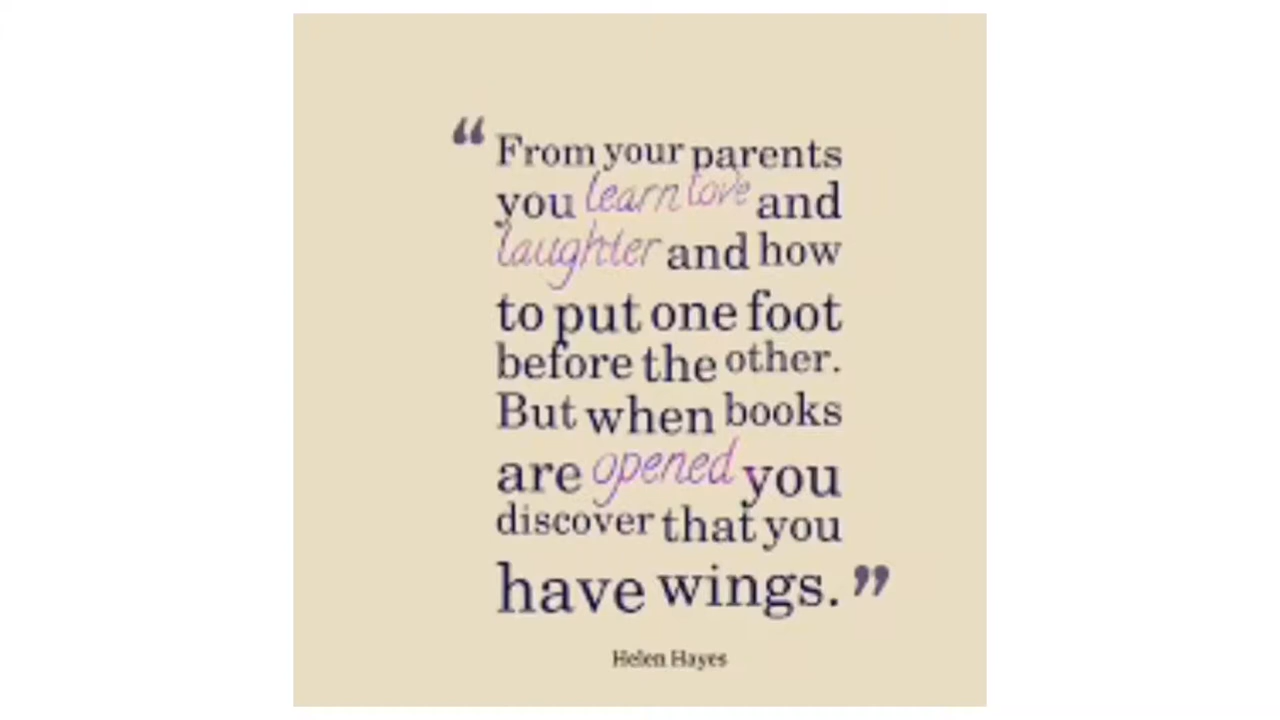 “From your parents
you learn love and
laughter and how
to put one foot
before the other.
But when books
are opened you
discover that you
have wings.”
Helen Hayes